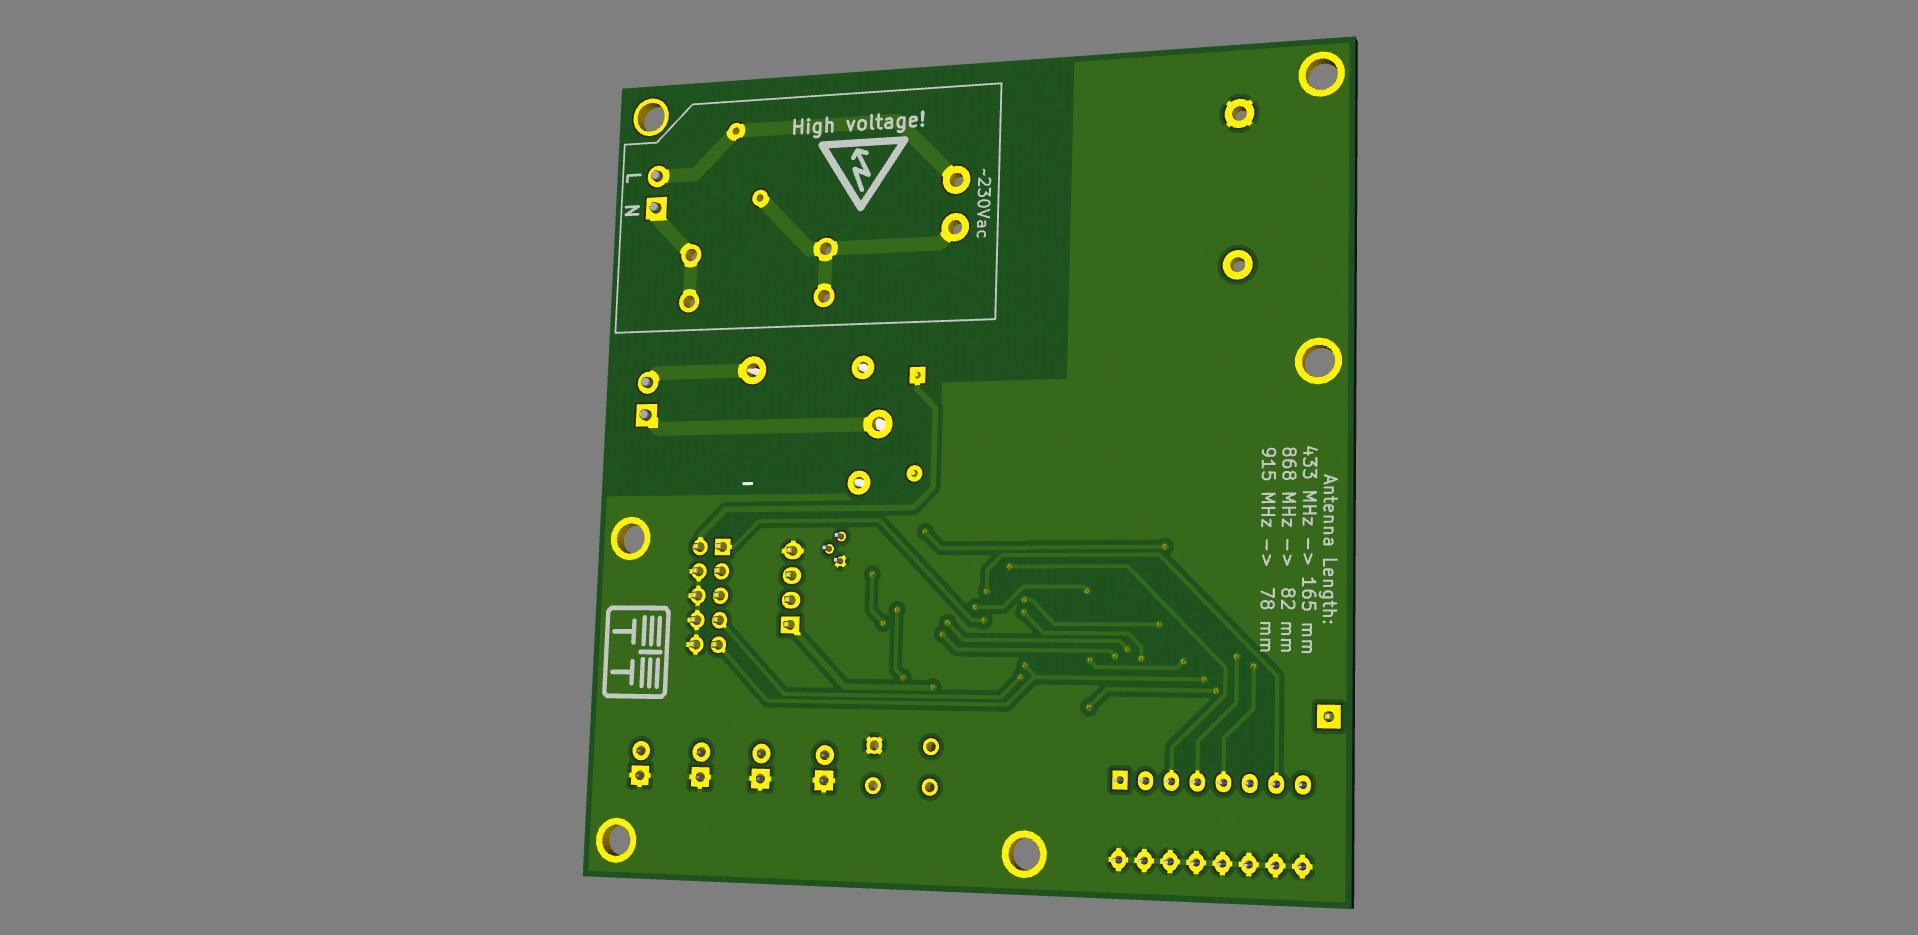 High voltage!
L
N
~230Vac
Antenna Length:
433 MHz -> 165 mm
868 MHz -> 82 mm
915 MHz -> 78 mm